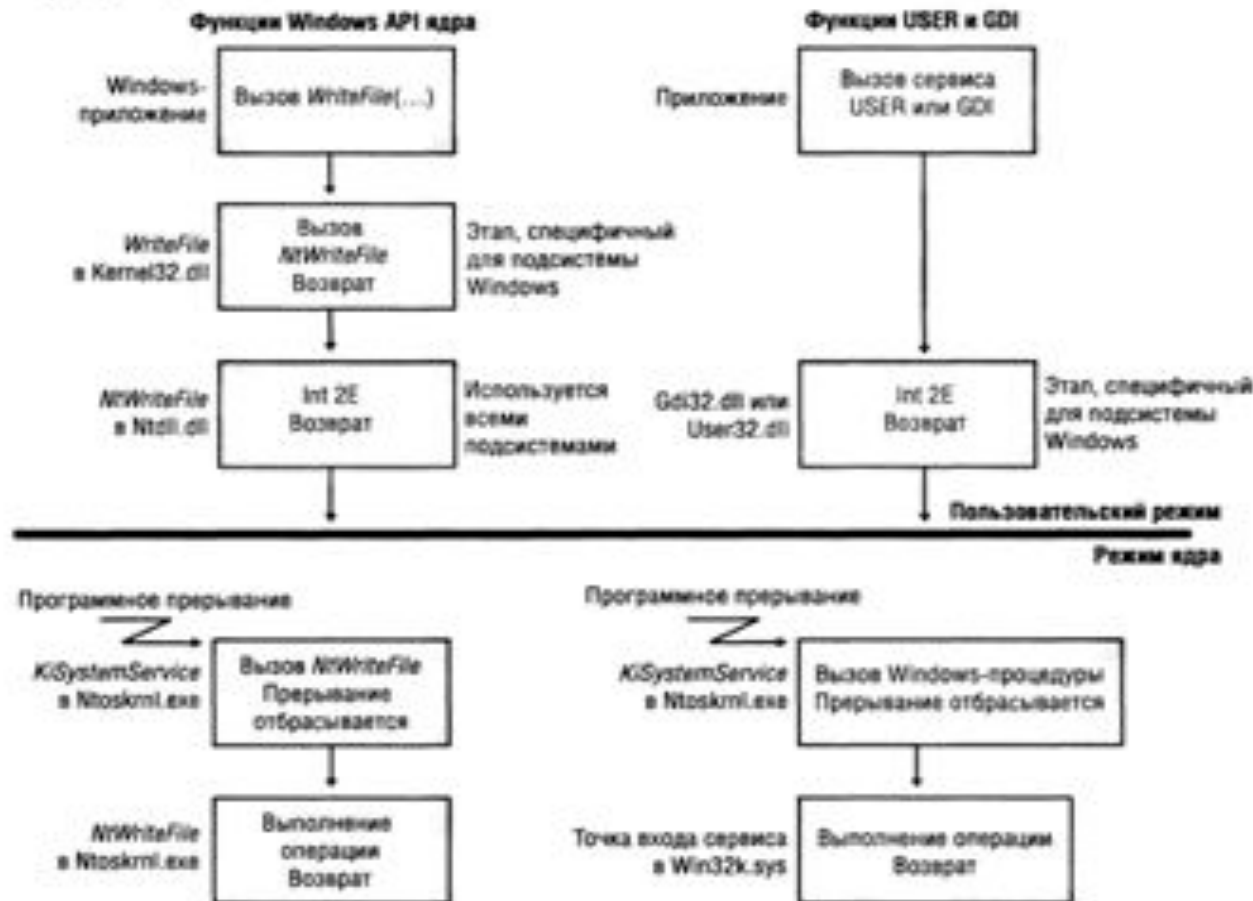 Функции Windows API ядра
Функции USER и GDI
Windows-
приложение
Вызов WriteFile(...)
Приложение
Вызов сервиса
USER или GDI
WriteFile
в Kernel32.dll
Вызов
NtWriteFile
Возврат
Этап, специфичный
для подсистемы
Windows
NtWriteFile
в Ntdll.dll
Int 2E
Возврат
Используется
всеми
подсистемами
Gdi32.dll или
User32.dll
Int 2E
Возврат
Этап, специфичный
для подсистемы
Windows
Пользовательский режим
Режим ядра
Программное прерывание
KiSystemService
в Ntoskrnl.exe
Вызов NtWriteFile
Прерывание
отбрасывается
Программное прерывание
KiSystemService
в Ntoskrnl.exe
Вызов Windows-процедуры
Прерывание отбрасывается
NtWriteFile
в Ntoskrnl.exe
Выполнение
операции
Возврат
Точка входа сервиса
в Win32k.sys
Выполнение операции
Возврат